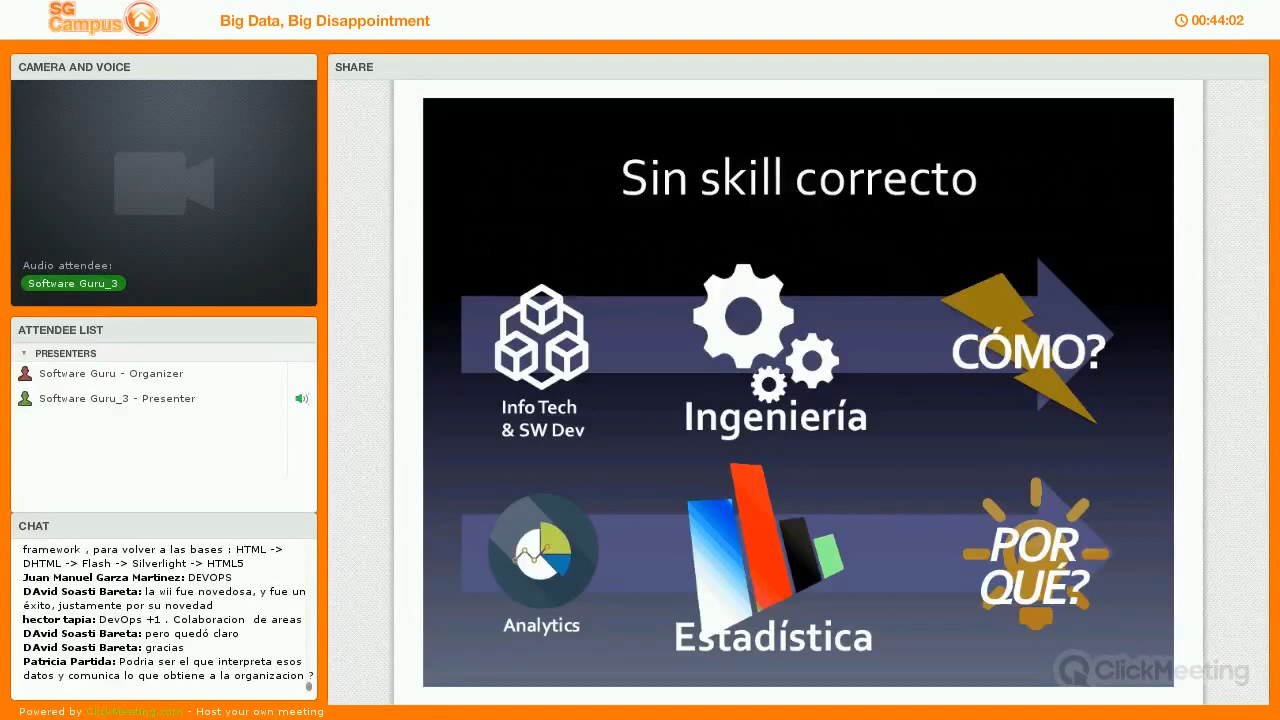 SG
Campus
Big Data, Big Disappointment
00:44:02
CAMERA AND VOICE
Audio attendee:
Software Guru_3
ATTENDEE LIST
PRESENTERS
Software Guru - Organizer
Software Guru_3 - Presenter
CHAT
framework , para volver a las bases : HTML ->
DHTML -> Flash -> Silverlight -> HTML5
Juan Manuel Garza Martinez: DEVOPS
DAvid Soasti Bareta: la wii fue novedosa, y fue un
éxito, justamente por su novedad
hector tapia: DevOps +1 . Colaboracion de areas
DAvid Soasti Bareta: pero quedó claro
DAvid Soasti Bareta: gracias
Patricia Partida: Podria ser el que interpreta esos
datos y comunica lo que obtiene a la organizacion ?
SHARE
Sin skill correcto
Info Tech
& SW Dev
Ingeniería
CÓMO?
Analytics
Estadística
POR
QUÉ?
ClickMeeting
Powered by ClickMeeting.com - Host your own meeting